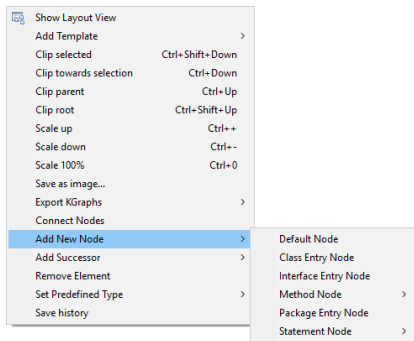 Show Layout View
Add Template >
Clip selected Ctrl+Shift+Down
Clip towards selection Ctrl+Down
Clip parent Ctrl+Up
Clip root Ctrl+Shift+Up
Scale up Ctrl++
Scale down Ctrl+-
Scale 100% Ctrl+0
Save as image...
Export KGraphs >
Connect Nodes
Add New Node >
Default Node
Add Successor >
Class Entry Node
Remove Element
Interface Entry Node
Set Predefined Type >
Method Node >
Save history
Package Entry Node
Statement Node >